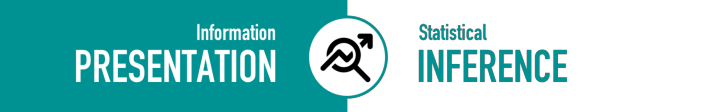 Information
PRESENTATION
Statistical
INFERENCE